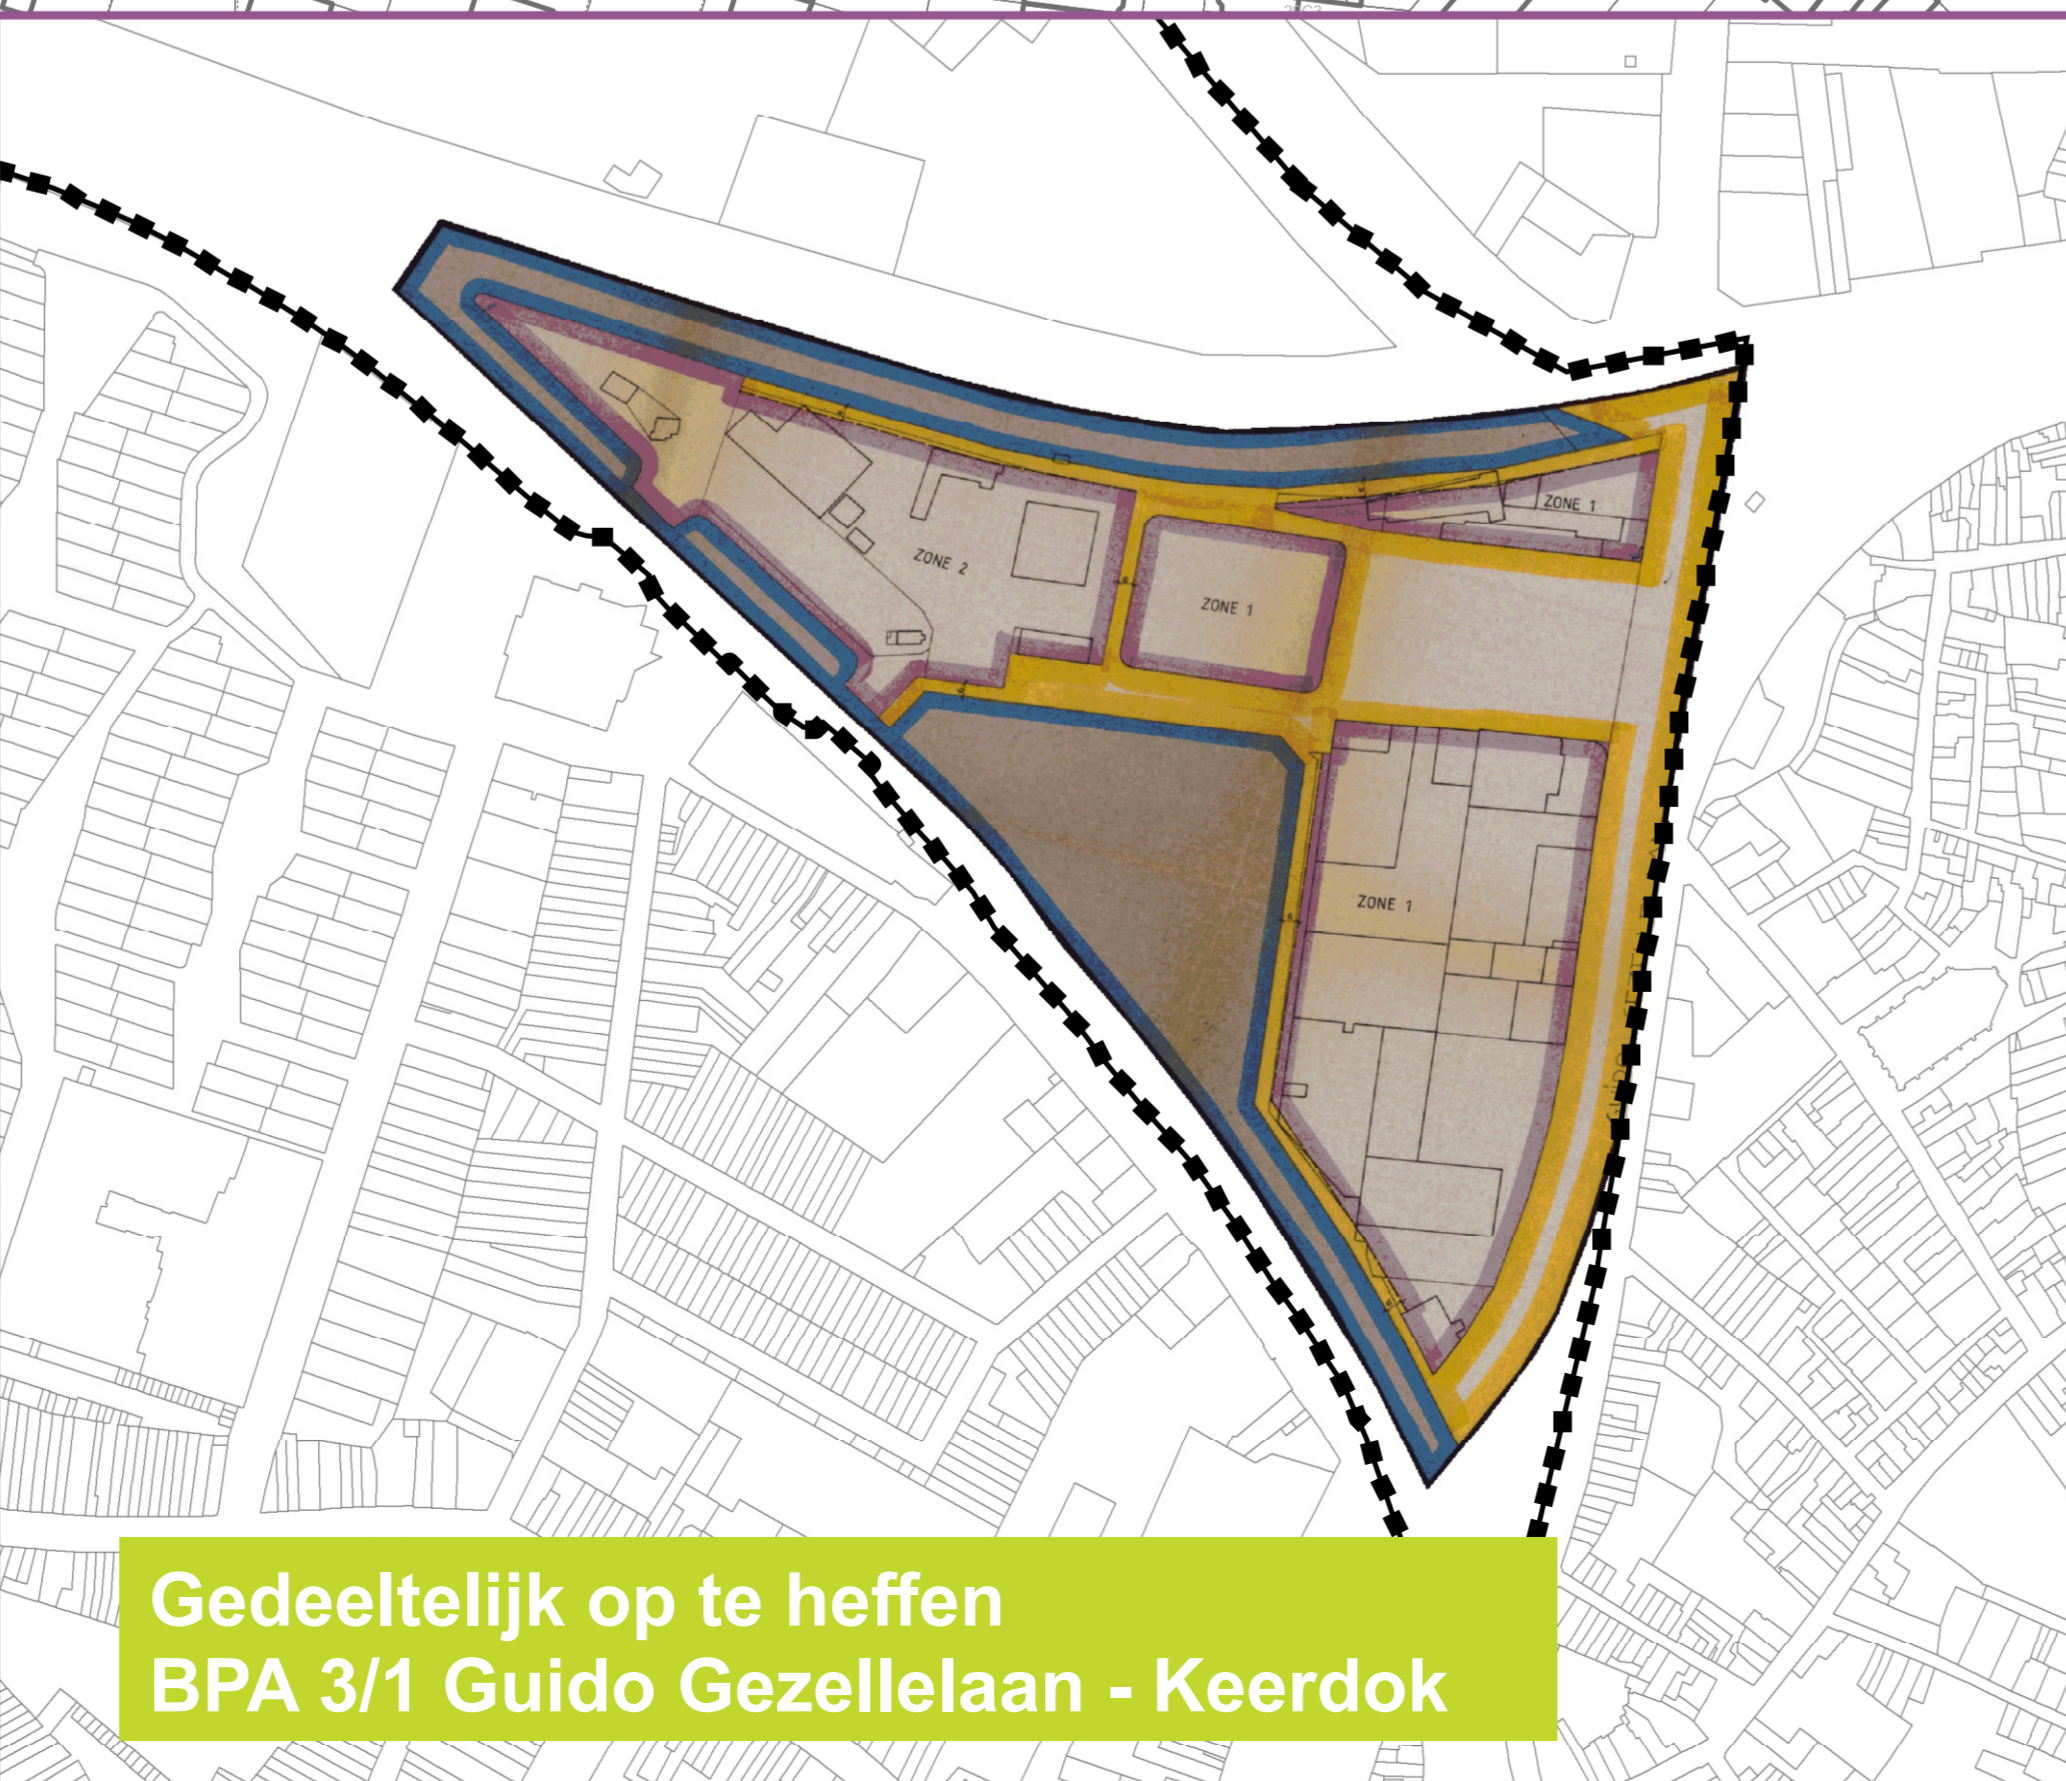 ZONE 1
ZONE 2
ZONE 1
ZONE 1
Gedeeltelijk op te heffen
BPA 3/1 Guido Gezellelaan - Keerdok